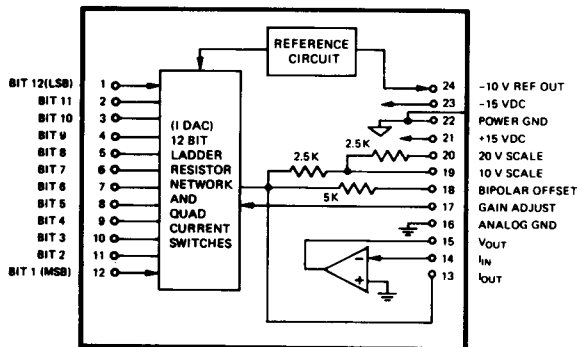 REFERENCE
CIRCUIT
BIT 12(LSB) 1
BIT 11 2
BIT 10 3
BIT 9 4
BIT 8 5
BIT 7 6
BIT 6 7
BIT 5 8
BIT 4 9
BIT 3 10
BIT 2 11
BIT 1 (MSB) 12
(I DAC)
12 BIT
LADDER
RESISTOR
NETWORK
AND
QUAD
CURRENT
SWITCHES
2.5K
2.5K
5K
−
+
24 −10 V REF OUT
23 −15 VDC
22 POWER GND
21 +15 VDC
20 20 V SCALE
19 10 V SCALE
18 BIPOLAR OFFSET
17 GAIN ADJUST
16 ANALOG GND
15 VOUT
14 IIN
13 IOUT